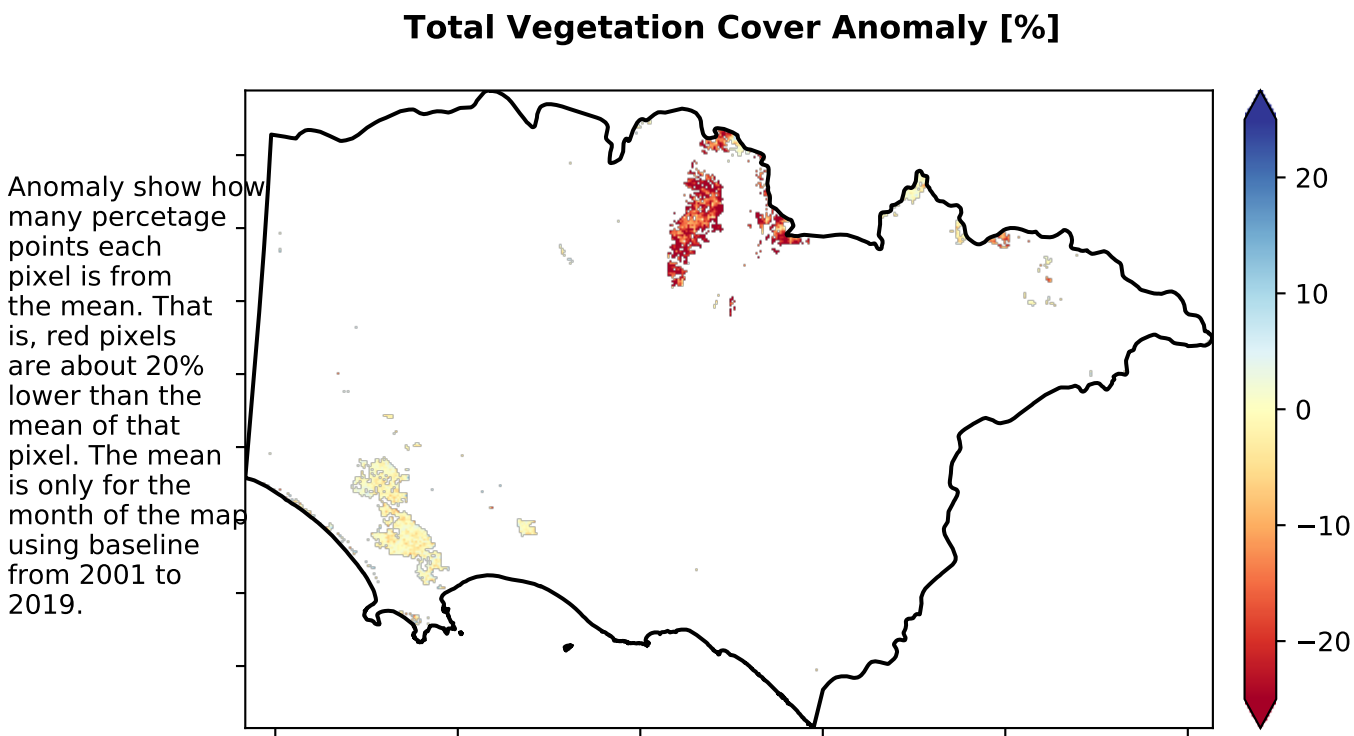 Total Vegetation Cover Anomaly [%]
Anomaly show how
many percetage
points each
pixel is from
the mean. That
is, red pixels
are about 20%
lower than the
mean of that
pixel. The mean
is only for the
month of the map
using baseline
from 2001 to
2019.
20
10
0
−10
−20